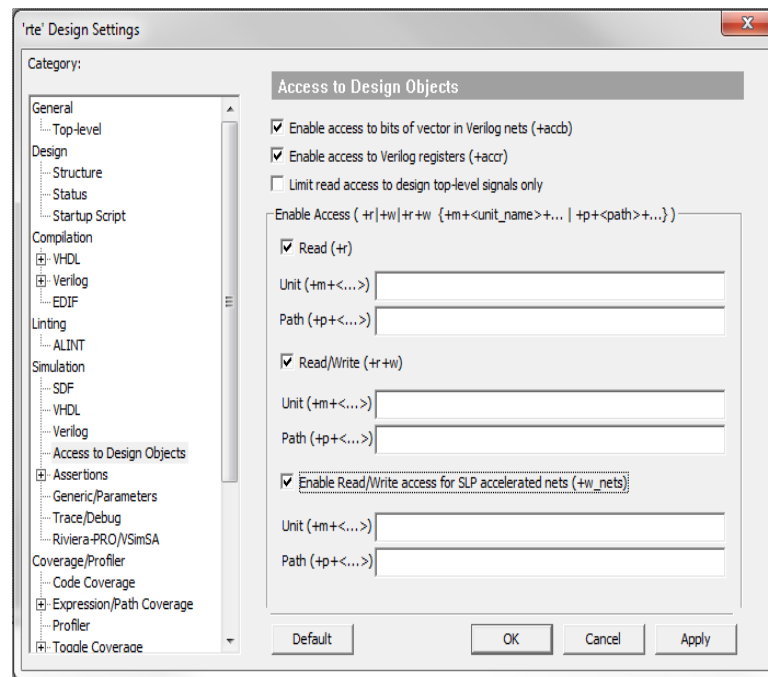 'rte' Design Settings
Category:
General
Top-level
Design
Structure
Status
Startup Script
Compilation
VHDL
Verilog
EDIF
Linting
ALINT
Simulation
SDF
VHDL
Verilog
Access to Design Objects
Assertions
Generic/Parameters
Trace/Debug
Riviera-PRO/VSimSA
Coverage/Profiler
Code Coverage
Expression/Path Coverage
Profiler
Toggle Coverage
Access to Design Objects
Enable access to bits of vector in Verilog nets (+accb)
Enable access to Verilog registers (+accr)
Limit read access to design top-level signals only
Enable Access ( +r|+w|+r+w {+m+<unit_name>+... | +p+<path>+...} )
Read (+r)
Unit (+m+<...>)
Path (+p+<...>)
Read/Write (+r+w)
Unit (+m+<...>)
Path (+p+<...>)
Enable Read/Write access for SLP accelerated nets (+w_nets)
Unit (+m+<...>)
Path (+p+<...>)
Default
OK
Cancel
Apply